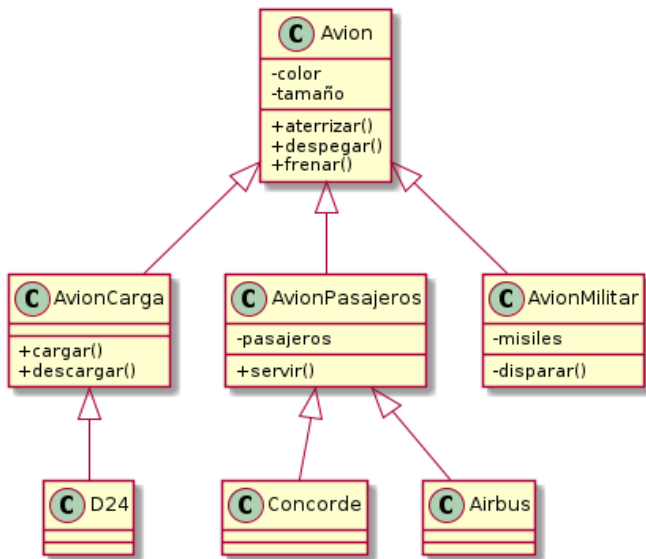 C Avion
-color
-tamaño
+aterrizar()
+despegar()
+frenar()
C AvionCarga
+cargar()
+descargar()
C AvionPasajeros
-pasajeros
+servir()
C AvionMilitar
-misiles
-disparar()
C D24
C Concorde
C Airbus